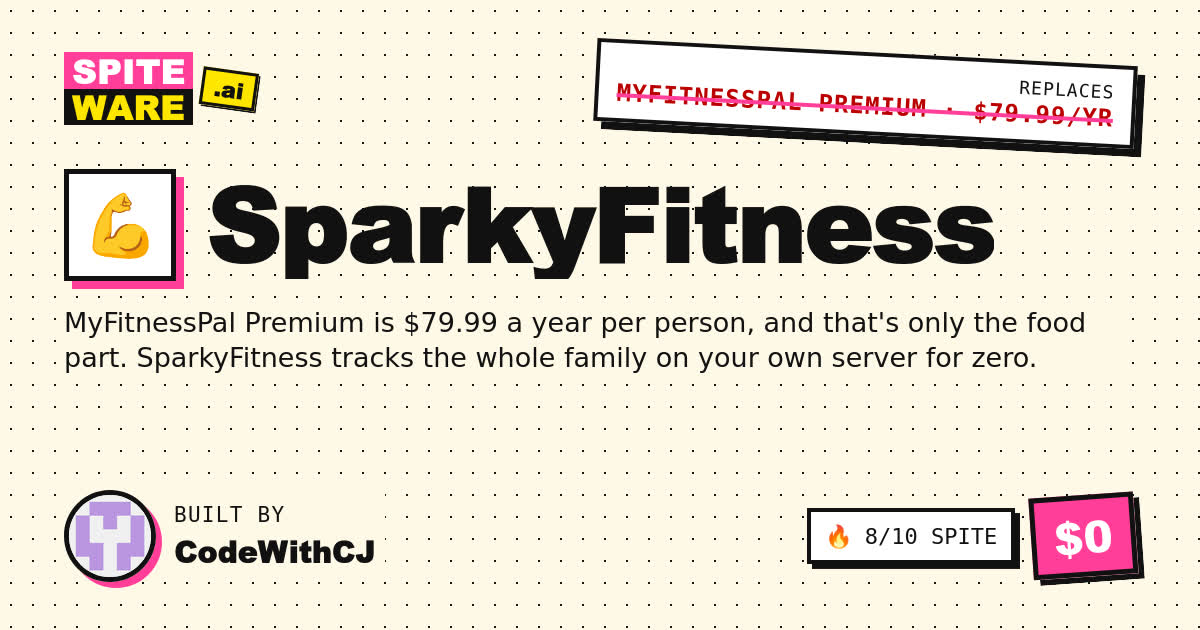 SPITE
WARE
.ai
REPLACES
MYFITNESSPAL PREMIUM · $79.99/YR
SparkyFitness
MyFitnessPal Premium is $79.99 a year per person, and that's only the food
part. SparkyFitness tracks the whole family on your own server for zero.
BUILT BY
CodeWithCJ
8/10 SPITE
$0